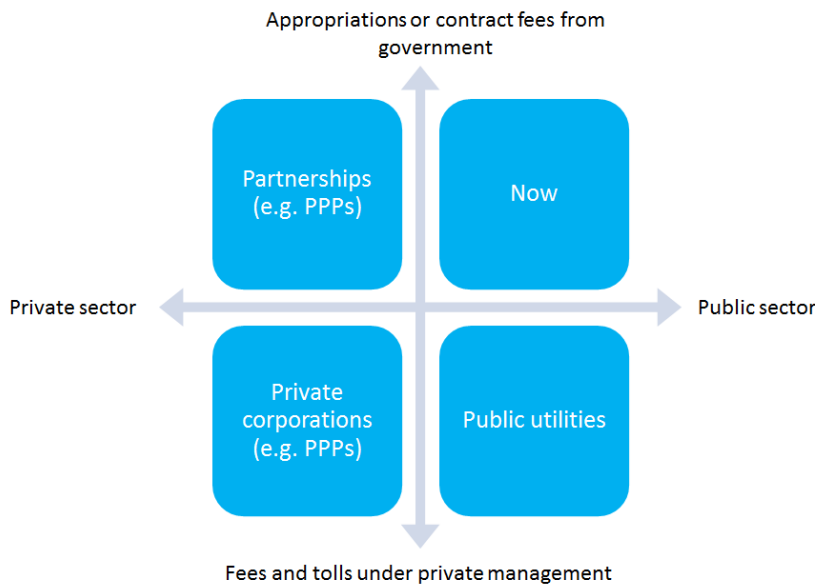 Appropriations or contract fees from
government
Partnerships
(e.g. PPPs)
Now
Private sector
Public sector
Private
corporations
(e.g. PPPs)
Public utilities
Fees and tolls under private management